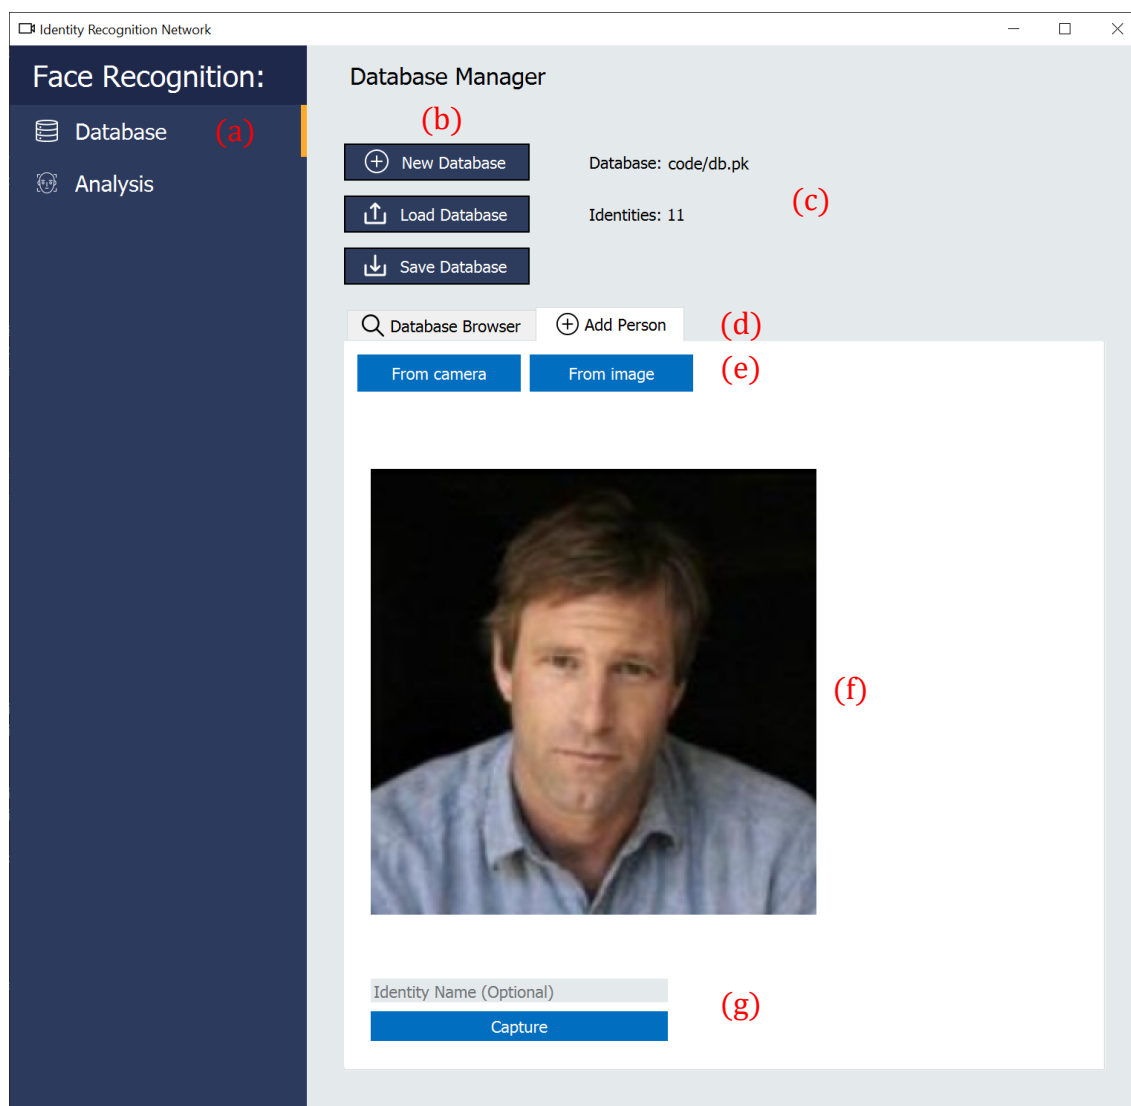 Identity Recognition Network
Face Recognition:
Database (a)
Analysis
Database Manager
(b)
New Database
Load Database
Save Database
Database: code/db.pk
Identities: 11
(c)
Database Browser
Add Person
(d)
From camera
From image
(e)
(f)
Identity Name (Optional)
Capture
(g)